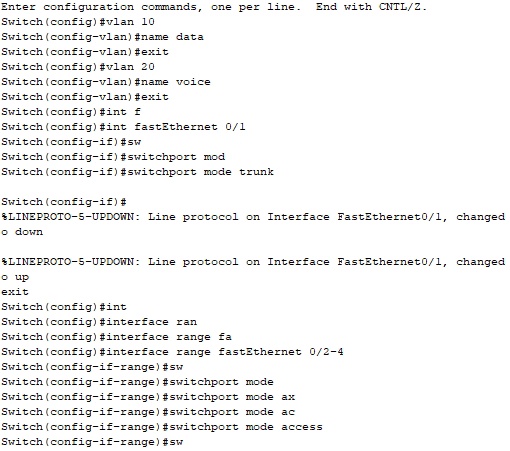 Enter configuration commands, one per line.  End with CNTL/Z.
Switch(config)#vlan 10
Switch(config-vlan)#name data
Switch(config-vlan)#exit
Switch(config)#vlan 20
Switch(config-vlan)#name voice
Switch(config-vlan)#exit
Switch(config)#int f
Switch(config)#int fastEthernet 0/1
Switch(config-if)#sw
Switch(config-if)#switchport mod
Switch(config-if)#switchport mode trunk
Switch(config-if)#
%LINEPROTO-5-UPDOWN: Line protocol on Interface FastEthernet0/1, changed
o down
%LINEPROTO-5-UPDOWN: Line protocol on Interface FastEthernet0/1, changed
o up
exit
Switch(config)#int
Switch(config)#interface ran
Switch(config)#interface range fa
Switch(config)#interface range fastEthernet 0/2-4
Switch(config-if-range)#sw
Switch(config-if-range)#switchport mode
Switch(config-if-range)#switchport mode ax
Switch(config-if-range)#switchport mode ac
Switch(config-if-range)#switchport mode access
Switch(config-if-range)#sw